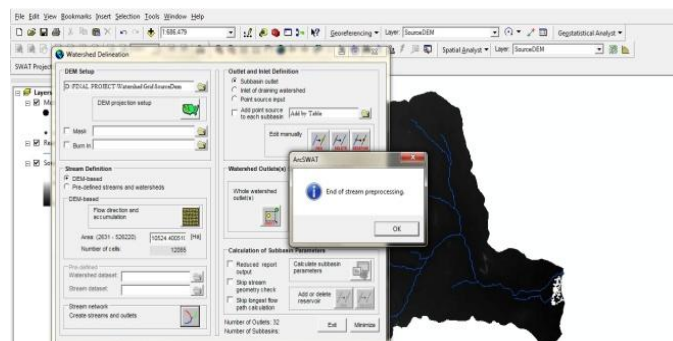 File Edit View Bookmarks Insert Selection Tools Window Help
1:686,479
Georeferencing Layer: SourceDEM
Geostatistical Analyst
Spatial Analyst Layer: SourceDEM
SWAT Project
Layers
Watershed Delineation
DEM Setup
D:\FINAL PROJECT\Watershed\Grid\SourceDem
DEM projection setup
Mask
Burn In
Stream Definition
DEM-based
Pre-defined streams and watersheds
DEM-based
Flow direction and
accumulation
Area: (2631 - 526220)
[Ha]
Number of cells:
Pre-defined
Watershed dataset:
Stream dataset:
Stream network
Create streams and outlets
Outlet and Inlet Definition
Subbasin outlet
Inlet of draining watershed
Point source input
Add point source
to each subbasin
Add by Table
Edit manually
Watershed Outlets(s)
Whole watershed
outlet(s)
Calculation of Subbasin Parameters
Reduced report
output
Skip stream
geometry check
Skip longest flow
path calculation
Calculate subbasin
parameters
Add or delete
reservoir
Number of Outlets: 32
Number of Subbasins:
Exit Minimize
ArcSWAT
End of stream preprocessing.
OK